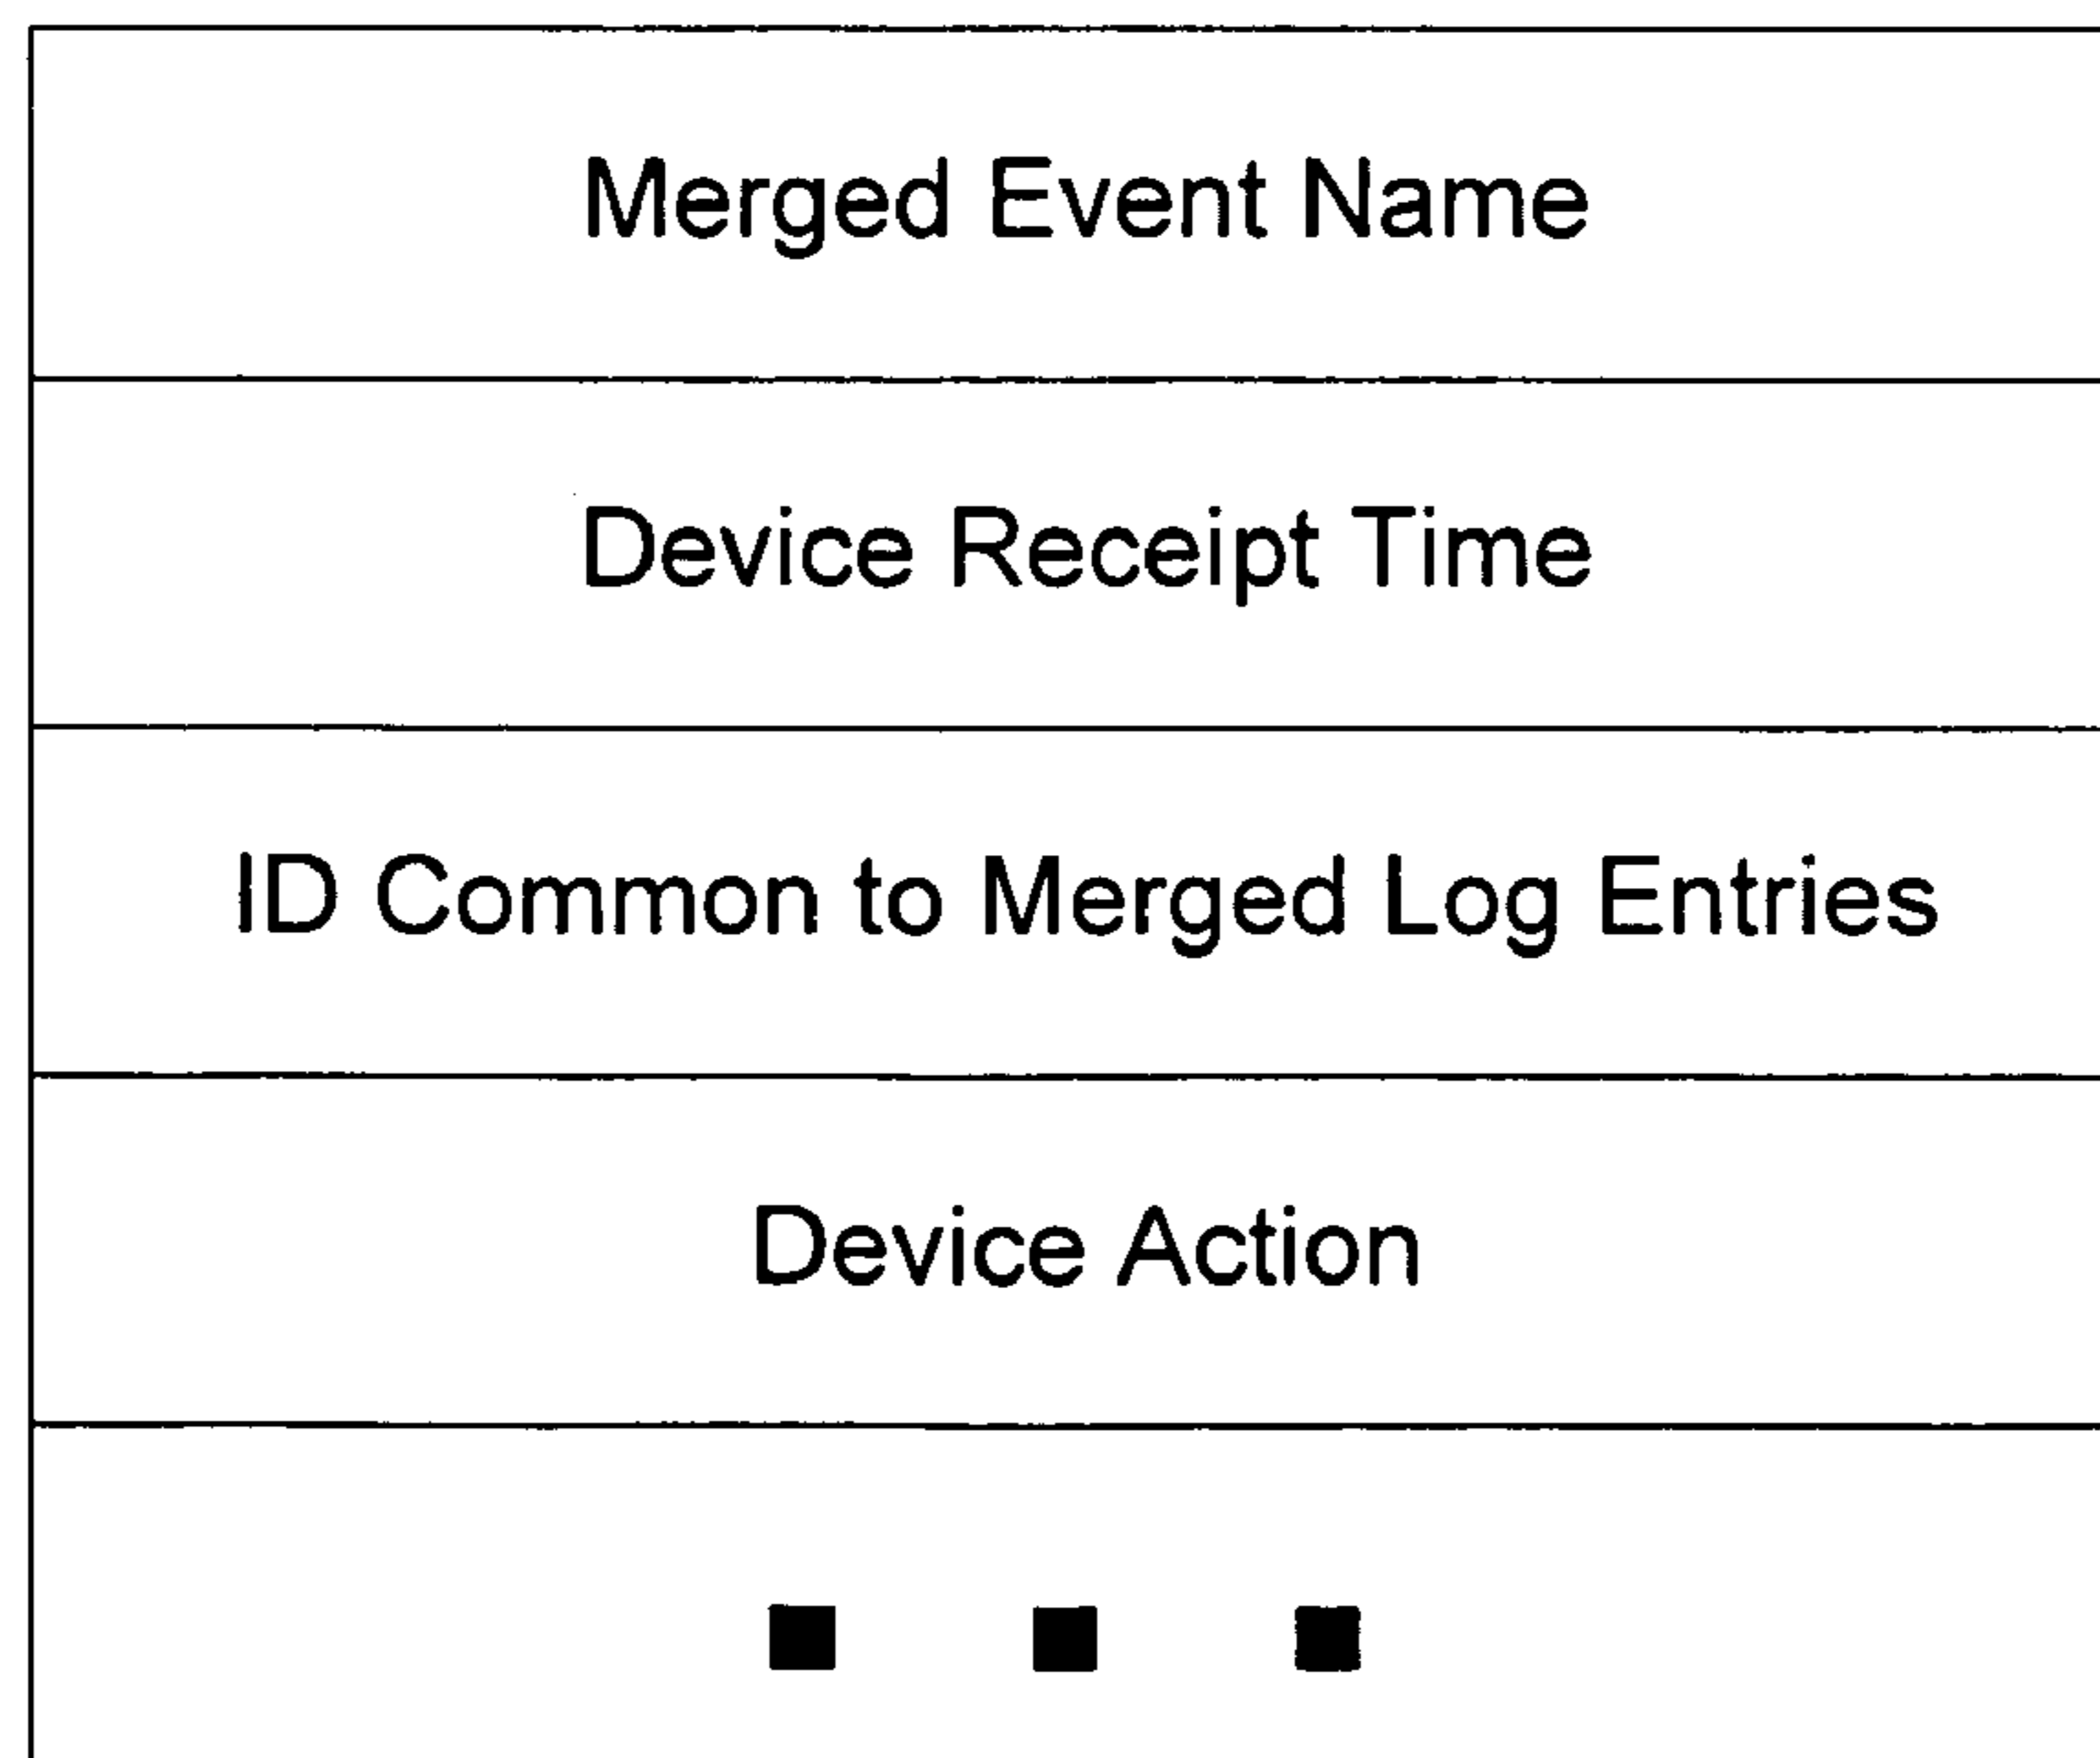 Merged Event Name
Device Receipt Time
ID Common to Merged Log Entries
Device Action